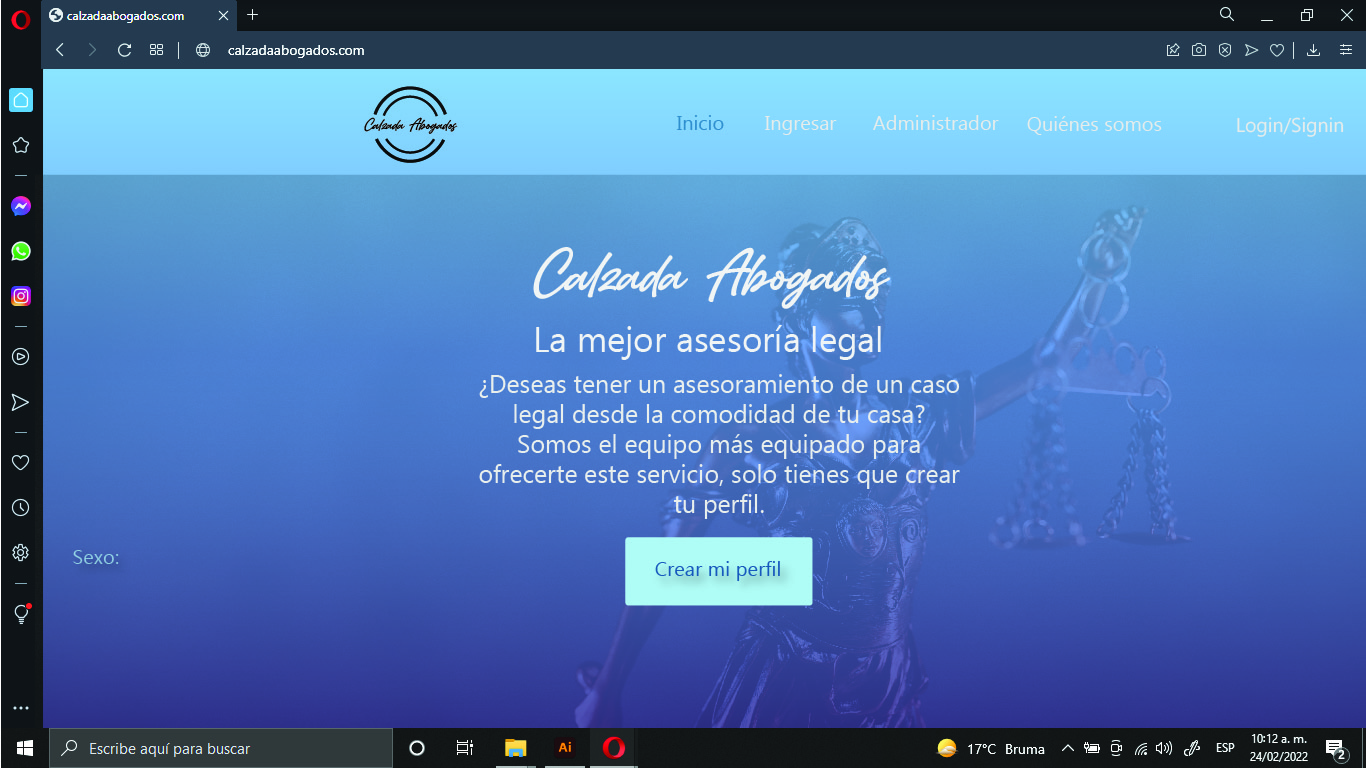 calzadaabogados.com
calzadaabogados.com
Calzada Abogados
Inicio
Ingresar
Administrador
Quiénes somos
Login/Signin
Calzada Abogados
La mejor asesoría legal
¿Deseas tener un asesoramiento de un caso
legal desde la comodidad de tu casa?
Somos el equipo más equipado para
ofrecerte este servicio, solo tienes que crear
tu perfil.
Sexo:
Crear mi perfil
Escribe aquí para buscar
Ai
17°C Bruma
ESP
10:12 a. m.
24/02/2022
2